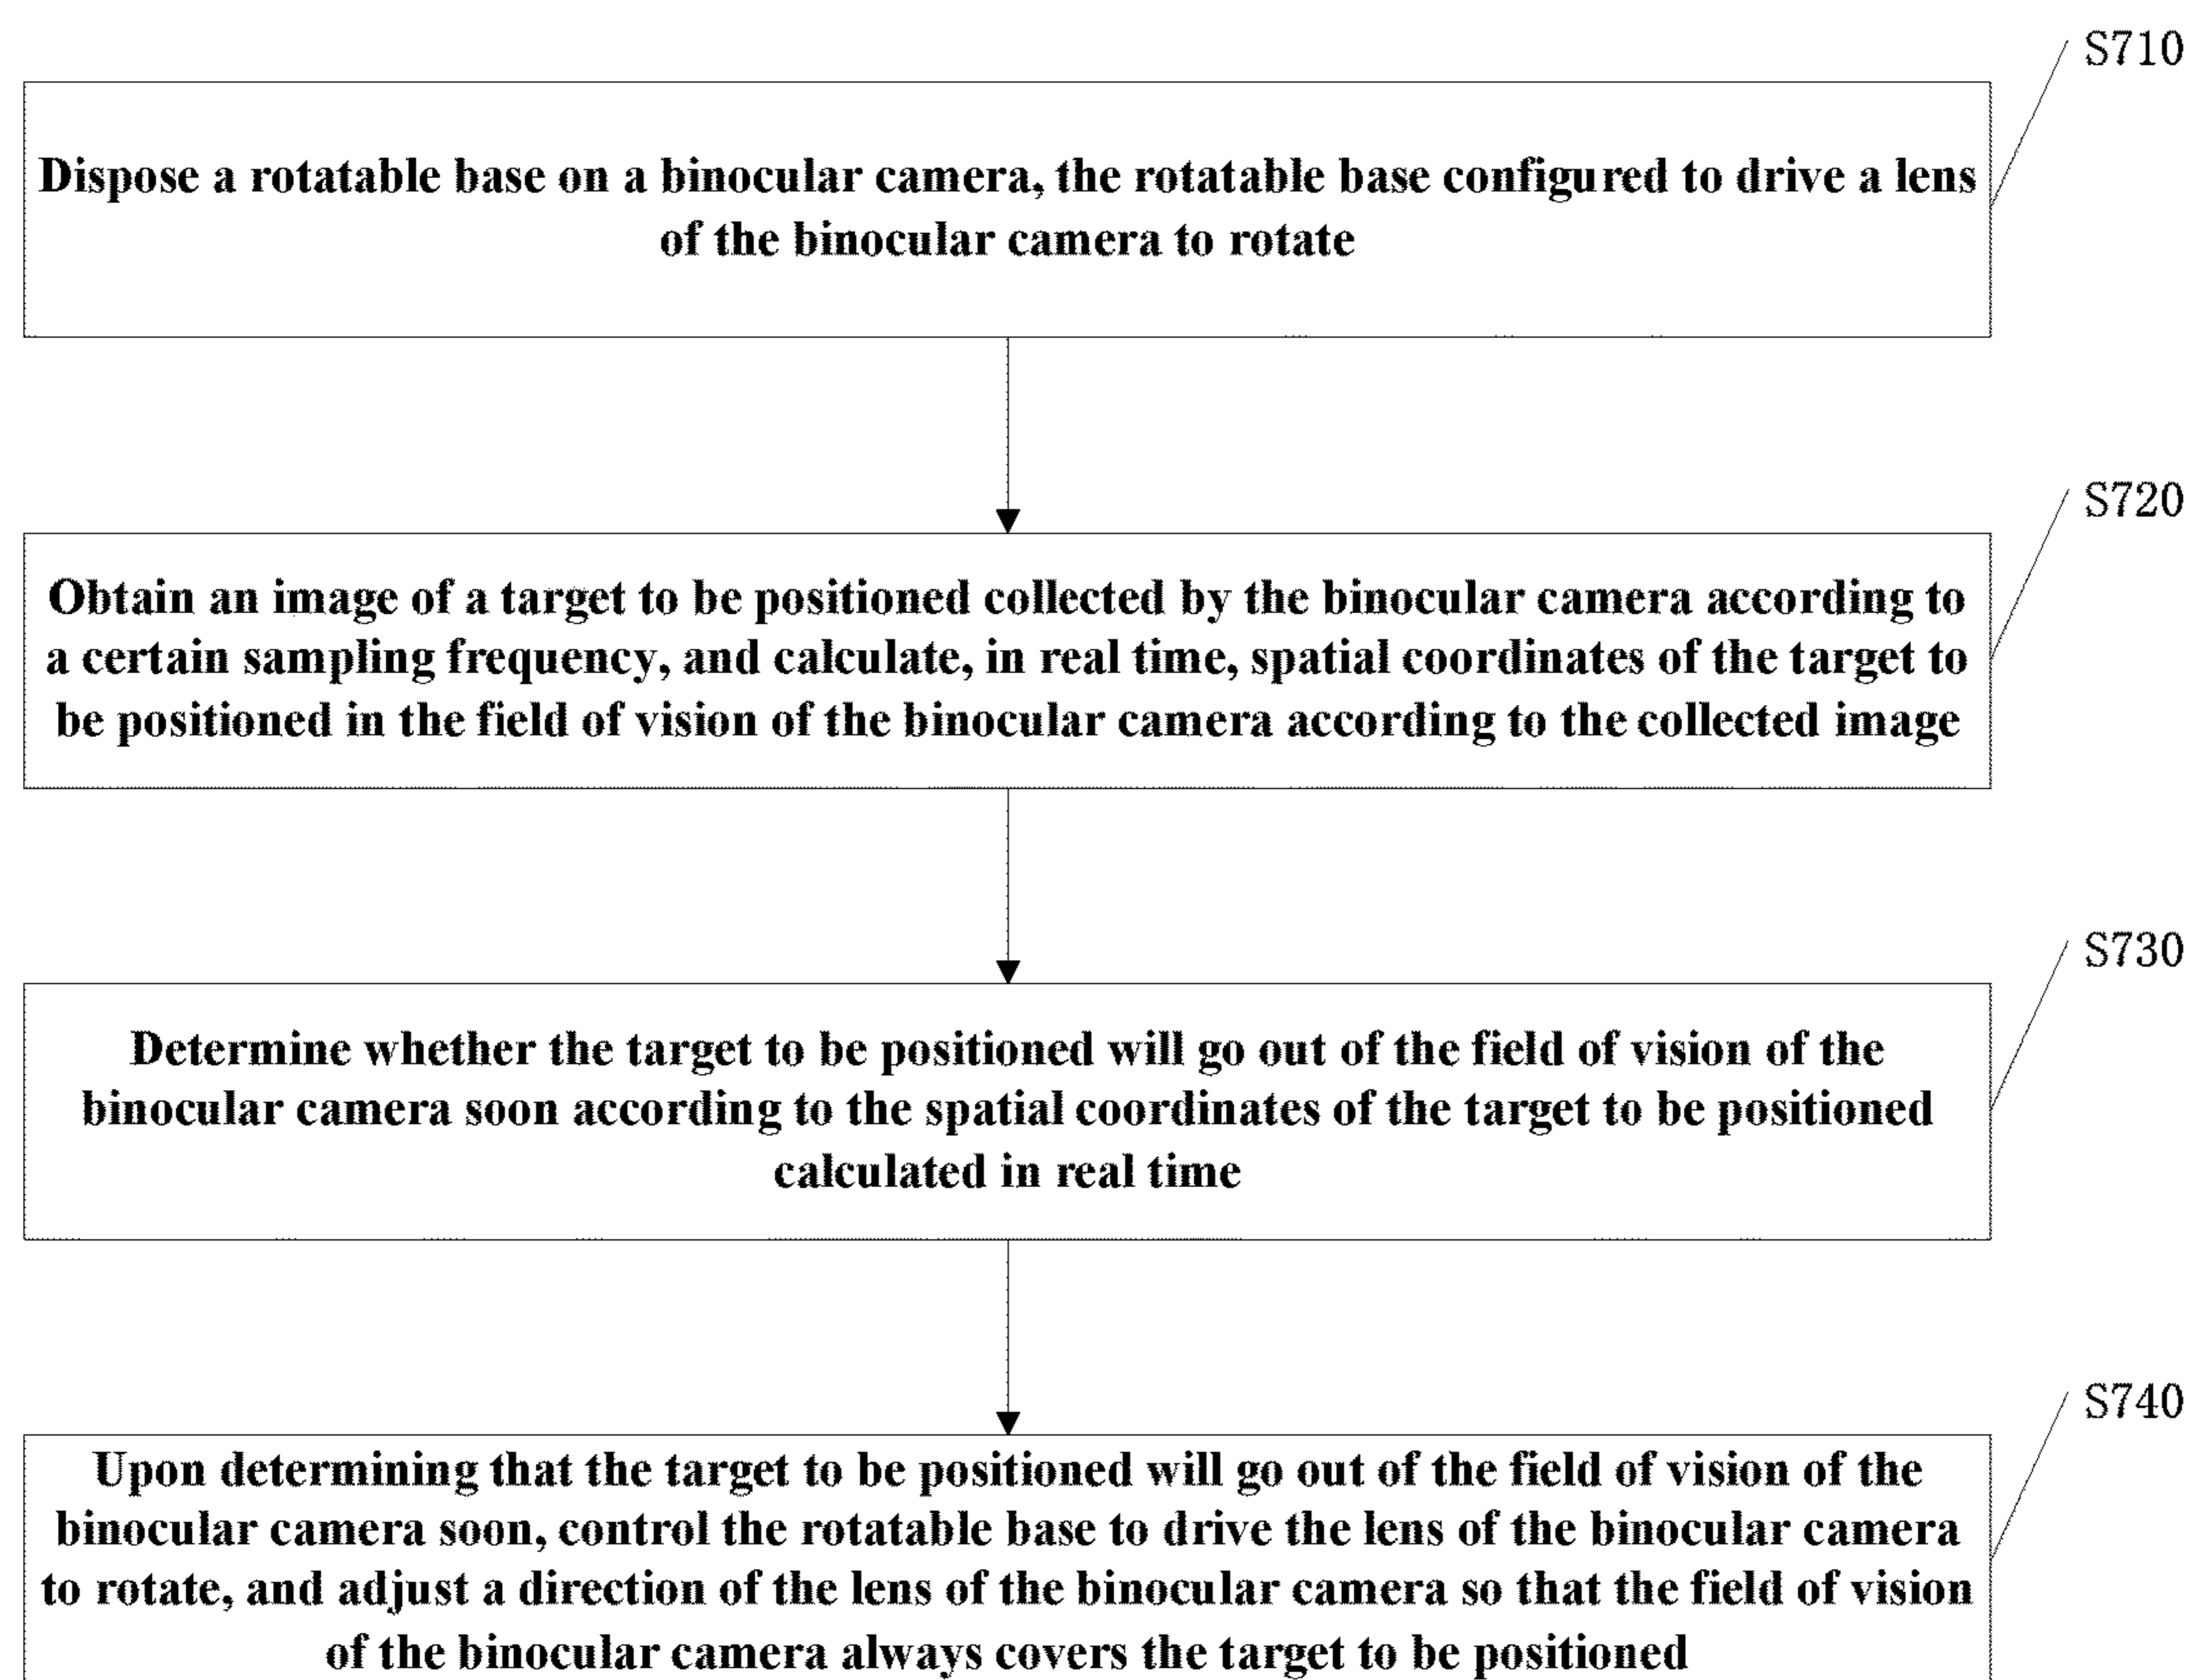 S710
Dispose a rotatable base on a binocular camera, the rotatable base configured to drive a lens
of the binocular camera to rotate
S720
Obtain an image of a target to be positioned collected by the binocular camera according to
a certain sampling frequency, and calculate, in real time, spatial coordinates of the target to
be positioned in the field of vision of the binocular camera according to the collected image
S730
Determine whether the target to be positioned will go out of the field of vision of the
binocular camera soon according to the spatial coordinates of the target to be positioned
calculated in real time
S740
Upon determining that the target to be positioned will go out of the field of vision of the
binocular camera soon, control the rotatable base to drive the lens of the binocular camera
to rotate, and adjust a direction of the lens of the binocular camera so that the field of vision
of the binocular camera always covers the target to be positioned